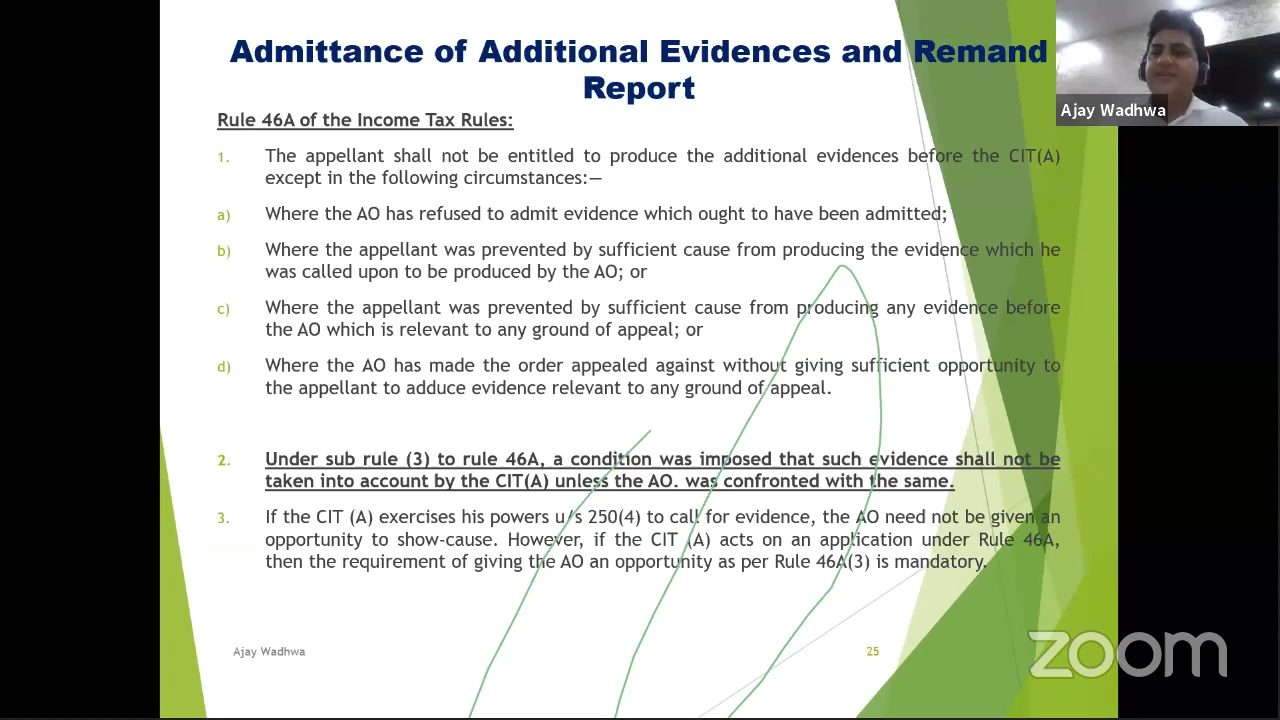 Admittance of Additional Evidences and Remand
Report
Ajay Wadhwa
Rule 46A of the Income Tax Rules:
1. The appellant shall not be entitled to produce the additional evidences before the CIT(A)
except in the following circumstances:—
a) Where the AO has refused to admit evidence which ought to have been admitted;
b) Where the appellant was prevented by sufficient cause from producing the evidence which he
was called upon to be produced by the AO; or
c) Where the appellant was prevented by sufficient cause from producing any evidence before
the AO which is relevant to any ground of appeal; or
d) Where the AO has made the order appealed against without giving sufficient opportunity to
the appellant to adduce evidence relevant to any ground of appeal.
2. Under sub rule (3) to rule 46A, a condition was imposed that such evidence shall not be
taken into account by the CIT(A) unless the AO. was confronted with the same.
3. If the CIT (A) exercises his powers u/s 250(4) to call for evidence, the AO need not be given an
opportunity to show-cause. However, if the CIT (A) acts on an application under Rule 46A,
then the requirement of giving the AO an opportunity as per Rule 46A(3) is mandatory.
Ajay Wadhwa
25
zoom